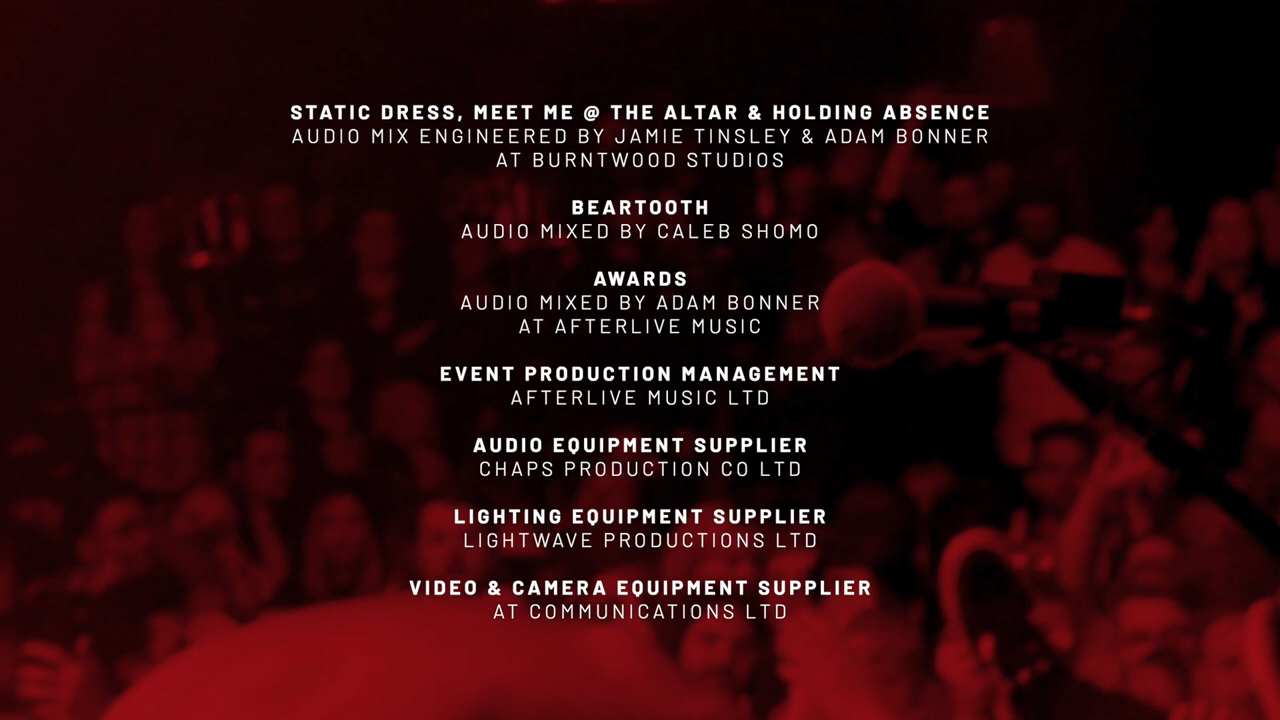 STATIC DRESS, MEET ME @ THE ALTAR & HOLDING ABSENCE
AUDIO MIX ENGINEERED BY JAMIE TINSLEY & ADAM BONNER
AT BURNTWOOD STUDIOS
BEARTOOTH
AUDIO MIXED BY CALEB SHOMO
AWARDS
AUDIO MIXED BY ADAM BONNER
AT AFTERLIVE MUSIC
EVENT PRODUCTION MANAGEMENT
AFTERLIVE MUSIC LTD
AUDIO EQUIPMENT SUPPLIER
CHAPS PRODUCTION CO LTD
LIGHTING EQUIPMENT SUPPLIER
LIGHTWAVE PRODUCTIONS LTD
VIDEO & CAMERA EQUIPMENT SUPPLIER
AT COMMUNICATIONS LTD